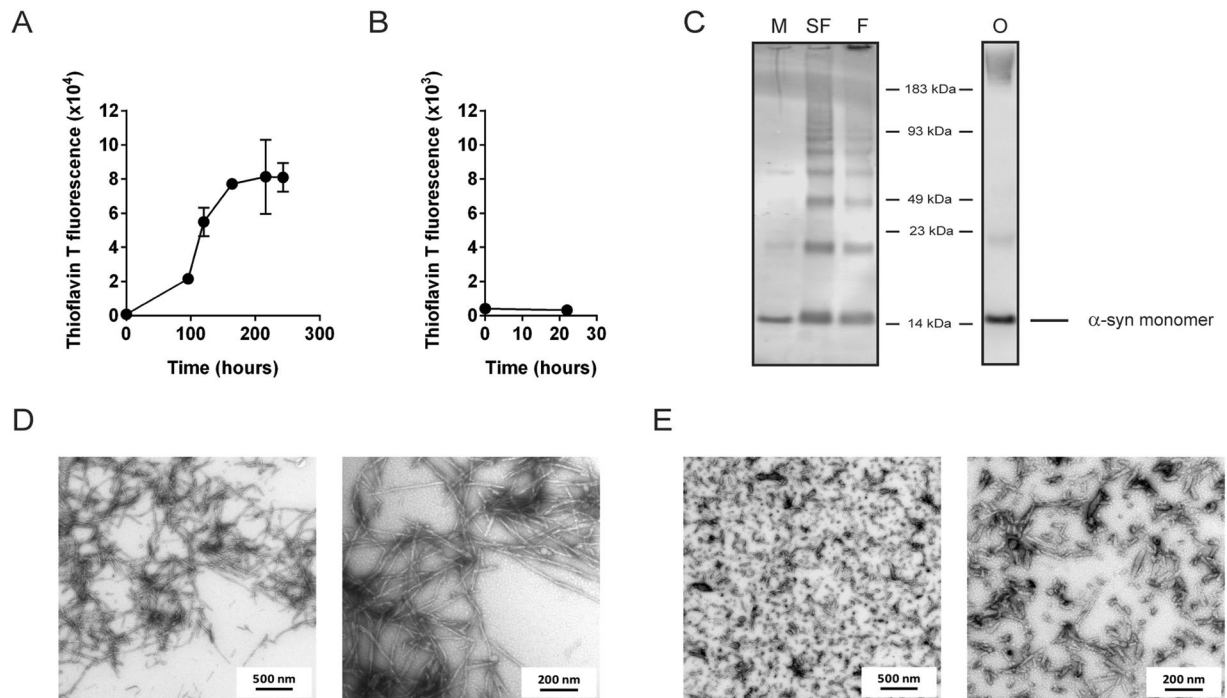 A
Thioflavin T fluorescence (x10⁴)
12
10
8
6
4
2
0
0 100 200 300
Time (hours)
B
Thioflavin T fluorescence (x10³)
12
10
8
6
4
2
0
0 10 20 30
Time (hours)
C
M SF F O
183 kDa
93 kDa
49 kDa
23 kDa
14 kDa
α-syn monomer
D
500 nm
200 nm
E
500 nm
200 nm